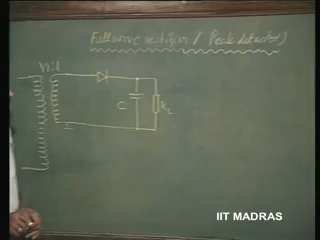 Fullwave rectifier / Peak detector)
n:1
C
RL
IIT MADRAS